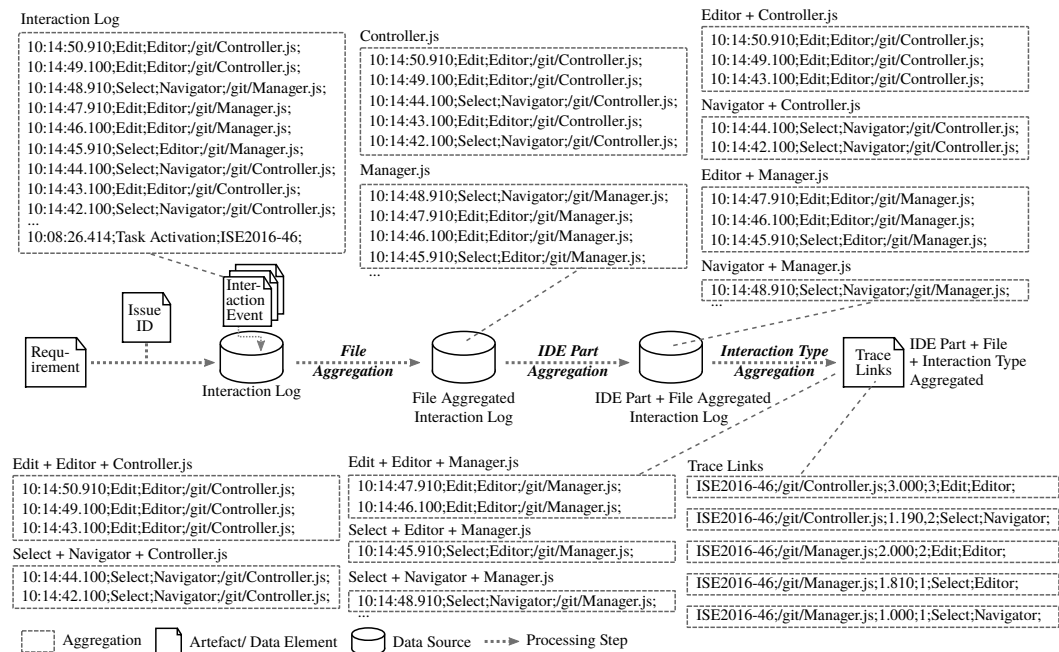 Interaction Log
10:14:50.910;Edit;Editor;/git/Controller.js;
10:14:49.100;Edit;Editor;/git/Controller.js;
10:14:48.910;Select;Navigator;/git/Manager.js;
10:14:47.910;Edit;Editor;/git/Manager.js;
10:14:46.100;Edit;Editor;/git/Manager.js;
10:14:45.910;Select;Editor;/git/Manager.js;
10:14:44.100;Select;Navigator;/git/Controller.js;
10:14:43.100;Edit;Editor;/git/Controller.js;
10:14:42.100;Select;Navigator;/git/Controller.js;
...
10:08:26.414;Task Activation;ISE2016-46;
Controller.js
10:14:50.910;Edit;Editor;/git/Controller.js;
10:14:49.100;Edit;Editor;/git/Controller.js;
10:14:44.100;Select;Navigator;/git/Controller.js;
10:14:43.100;Edit;Editor;/git/Controller.js;
10:14:42.100;Select;Navigator;/git/Controller.js;
Manager.js
10:14:48.910;Select;Navigator;/git/Manager.js;
10:14:47.910;Edit;Editor;/git/Manager.js;
10:14:46.100;Edit;Editor;/git/Manager.js;
10:14:45.910;Select;Editor;/git/Manager.js;
...
Editor + Controller.js
10:14:50.910;Edit;Editor;/git/Controller.js;
10:14:49.100;Edit;Editor;/git/Controller.js;
10:14:43.100;Edit;Editor;/git/Controller.js;
Navigator + Controller.js
10:14:44.100;Select;Navigator;/git/Controller.js;
10:14:42.100;Select;Navigator;/git/Controller.js;
Editor + Manager.js
10:14:47.910;Edit;Editor;/git/Manager.js;
10:14:46.100;Edit;Editor;/git/Manager.js;
10:14:45.910;Select;Editor;/git/Manager.js;
Navigator + Manager.js
10:14:48.910;Select;Navigator;/git/Manager.js;
...
Requ-
irement
Issue
ID
Inter-
action
Event
Interaction Log
File
Aggregation
File Aggregated
Interaction Log
IDE Part
Aggregation
IDE Part + File Aggregated
Interaction Log
Interaction Type
Aggregation
Trace
Links
IDE Part + File
+ Interaction Type
Aggregated
Edit + Editor + Controller.js
10:14:50.910;Edit;Editor;/git/Controller.js;
10:14:49.100;Edit;Editor;/git/Controller.js;
10:14:43.100;Edit;Editor;/git/Controller.js;
Select + Navigator + Controller.js
10:14:44.100;Select;Navigator;/git/Controller.js;
10:14:42.100;Select;Navigator;/git/Controller.js;
Edit + Editor + Manager.js
10:14:47.910;Edit;Editor;/git/Manager.js;
10:14:46.100;Edit;Editor;/git/Manager.js;
Select + Editor + Manager.js
10:14:45.910;Select;Editor;/git/Manager.js;
Select + Navigator + Manager.js
10:14:48.910;Select;Navigator;/git/Manager.js;
...
Trace Links
ISE2016-46;/git/Controller.js;3.000;3;Edit;Editor;
ISE2016-46;/git/Controller.js;1.190,2;Select;Navigator;
ISE2016-46;/git/Manager.js;2.000;2;Edit;Editor;
ISE2016-46;/git/Manager.js;1.810;1;Select;Editor;
ISE2016-46;/git/Manager.js;1.000;1;Select;Navigator;
Aggregation
Artefact/ Data Element
Data Source
Processing Step